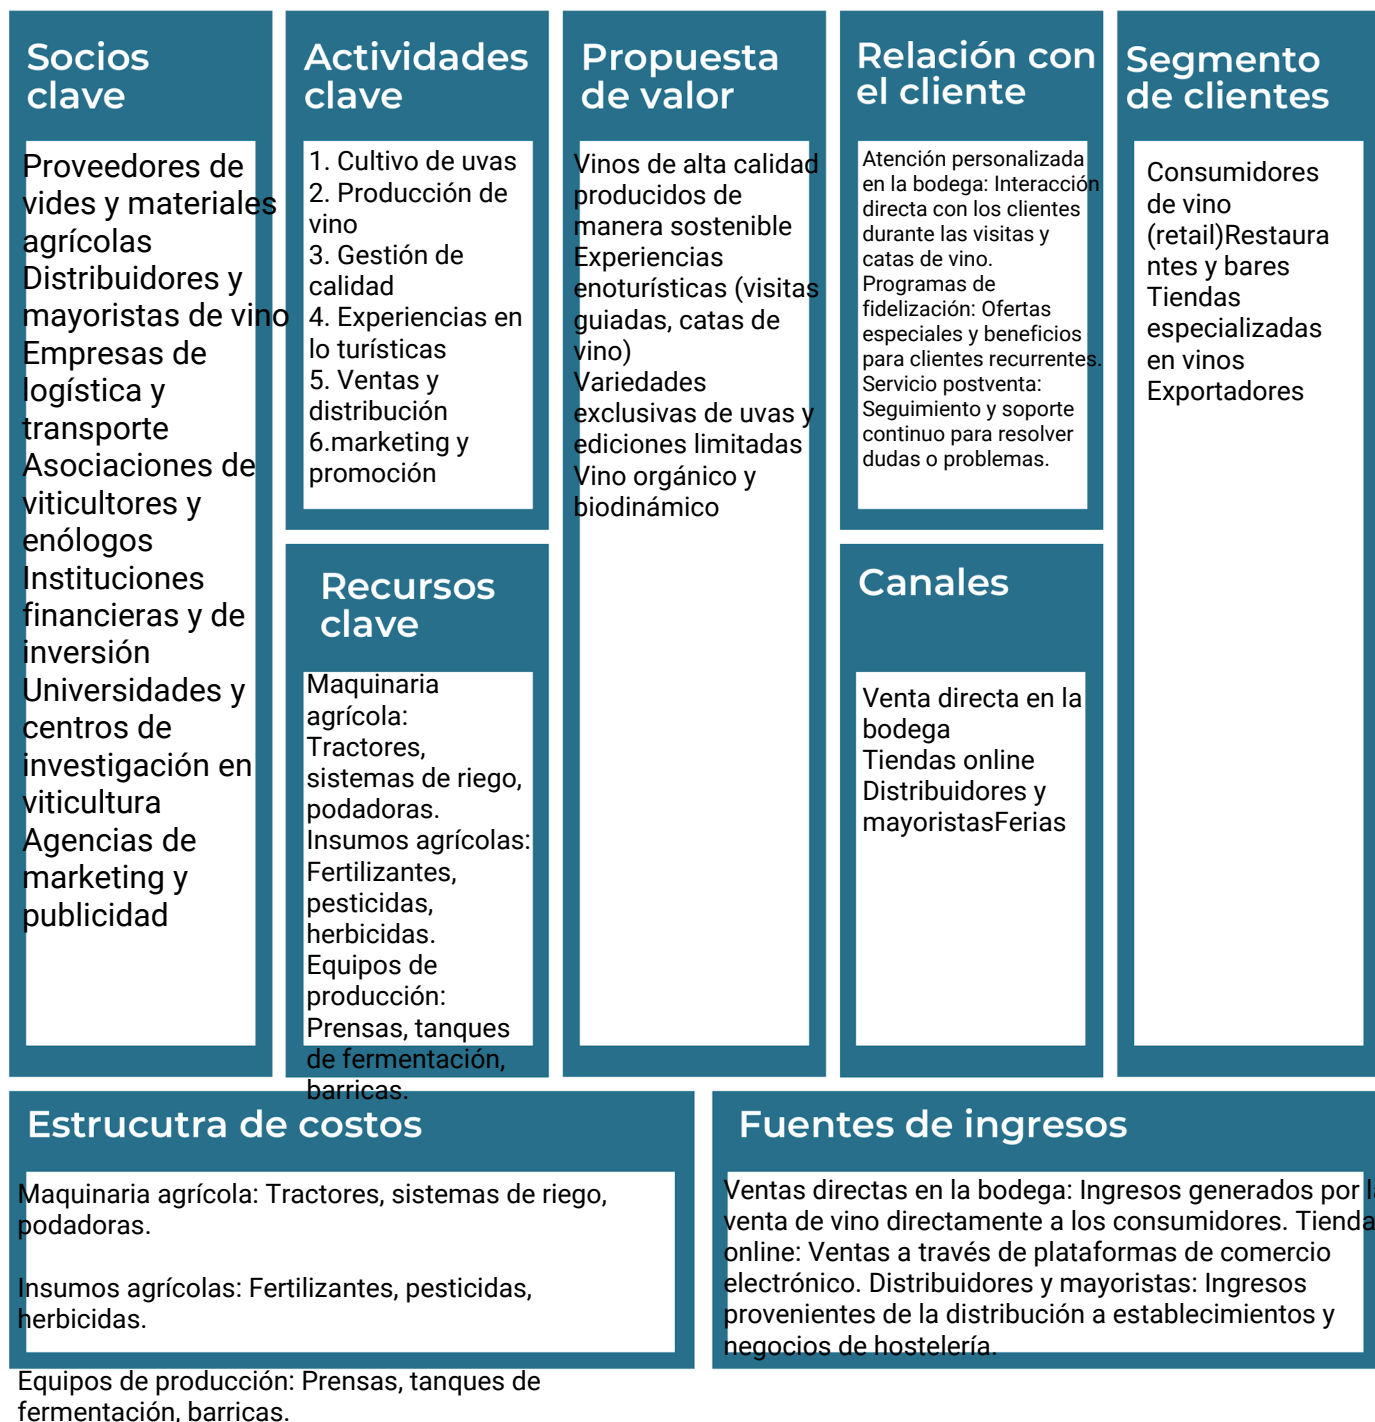 Socios
clave
Proveedores de
vides y materiales
agrícolas
Distribuidores y
mayoristas de vino
Empresas de
logística y
transporte
Asociaciones de
viticultores y
enólogos
Instituciones
financieras y de
inversión
Universidades y
centros de
investigación en
viticultura
Agencias de
marketing y
publicidad
Actividades
clave
1. Cultivo de uvas
2. Producción de
vino
3. Gestión de
calidad
4. Experiencias en
lo turísticas
5. Ventas y
distribución
6.marketing y
promoción
Recursos
clave
Maquinaria
agrícola:
Tractores,
sistemas de riego,
podadoras.
Insumos agrícolas:
Fertilizantes,
pesticidas,
herbicidas.
Equipos de
producción:
Prensas, tanques
de fermentación,
barricas.
Propuesta
de valor
Vinos de alta calidad
producidos de
manera sostenible
Experiencias
enoturísticas (visitas
guiadas, catas de
vino)
Variedades
exclusivas de uvas y
ediciones limitadas
Vino orgánico y
biodinámico
Relación con
el cliente
Atención personalizada
en la bodega: Interacción
directa con los clientes
durante las visitas y
catas de vino.
Programas de
fidelización: Ofertas
especiales y beneficios
para clientes recurrentes.
Servicio postventa:
Seguimiento y soporte
continuo para resolver
dudas o problemas.
Canales
Venta directa en la
bodega
Tiendas online
Distribuidores y
mayoristasFerias
Segmento
de clientes
Consumidores
de vino
(retail)Restaura
ntes y bares
Tiendas
especializadas
en vinos
Exportadores
Estrucutra de costos
Maquinaria agrícola: Tractores, sistemas de riego,
podadoras.
Insumos agrícolas: Fertilizantes, pesticidas,
herbicidas.
Equipos de producción: Prensas, tanques de
fermentación, barricas.
Fuentes de ingresos
Ventas directas en la bodega: Ingresos generados por la
venta de vino directamente a los consumidores. Tienda
online: Ventas a través de plataformas de comercio
electrónico. Distribuidores y mayoristas: Ingresos
provenientes de la distribución a establecimientos y
negocios de hostelería.